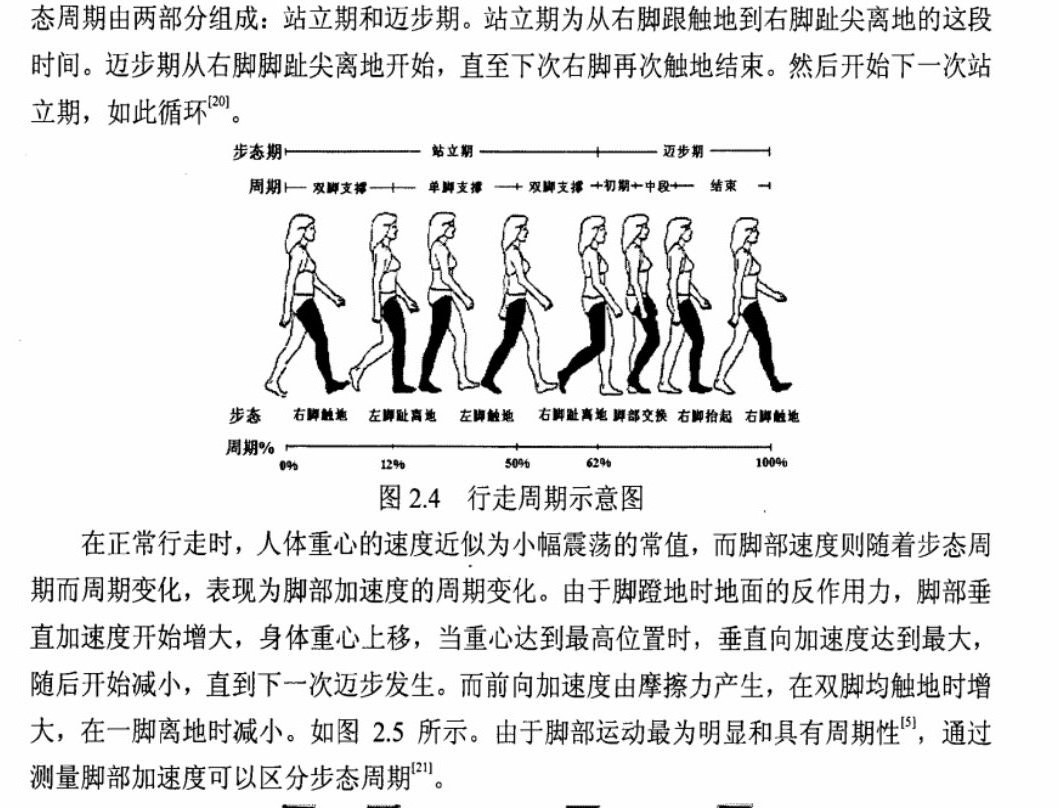 态周期由两部分组成：站立期和迈步期。站立期为从右脚跟触地到右脚趾尖离地的这段
时间。迈步期从右脚脚趾尖离地开始，直至下次右脚再次触地结束。然后开始下一次站
立期，如此循环[20]。
步态期 站立期 迈步期
周期 双脚支撑 单脚支撑 双脚支撑 初期 中段 结束
步态 右脚触地 左脚趾离地 左脚触地 右脚趾离地 脚部交换 右脚抬起 右脚触地
周期%
0% 12% 50% 62% 100%
图 2.4 行走周期示意图
在正常行走时，人体重心的速度近似为小幅震荡的常值，而脚部速度则随着步态周
期而周期变化，表现为脚部加速度的周期变化。由于脚蹬地时地面的反作用力，脚部垂
直加速度开始增大，身体重心上移，当重心达到最高位置时，垂直向加速度达到最大，
随后开始减小，直到下一次迈步发生。而前向加速度由摩擦力产生，在双脚均触地时增
大，在一脚离地时减小。如图 2.5 所示。由于脚部运动最为明显和具有周期性[5]，通过
测量脚部加速度可以区分步态周期[21]。